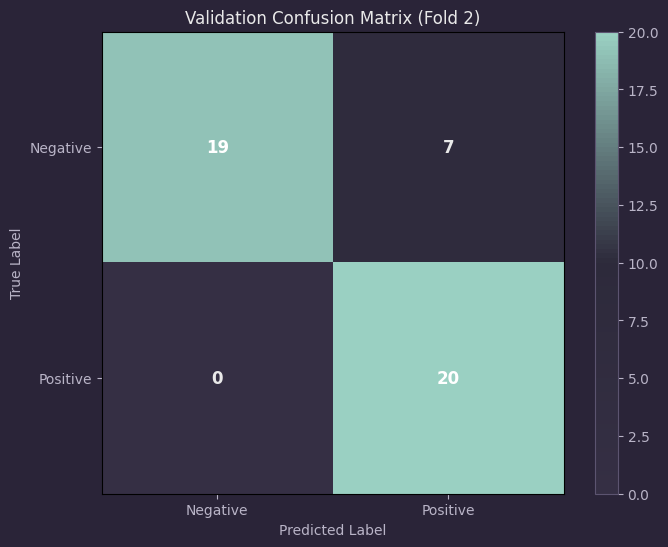 Validation Confusion Matrix (Fold 2)
True Label
Negative
Positive
19
7
0
20
Negative
Positive
Predicted Label
20.0
17.5
15.0
12.5
10.0
7.5
5.0
2.5
0.0